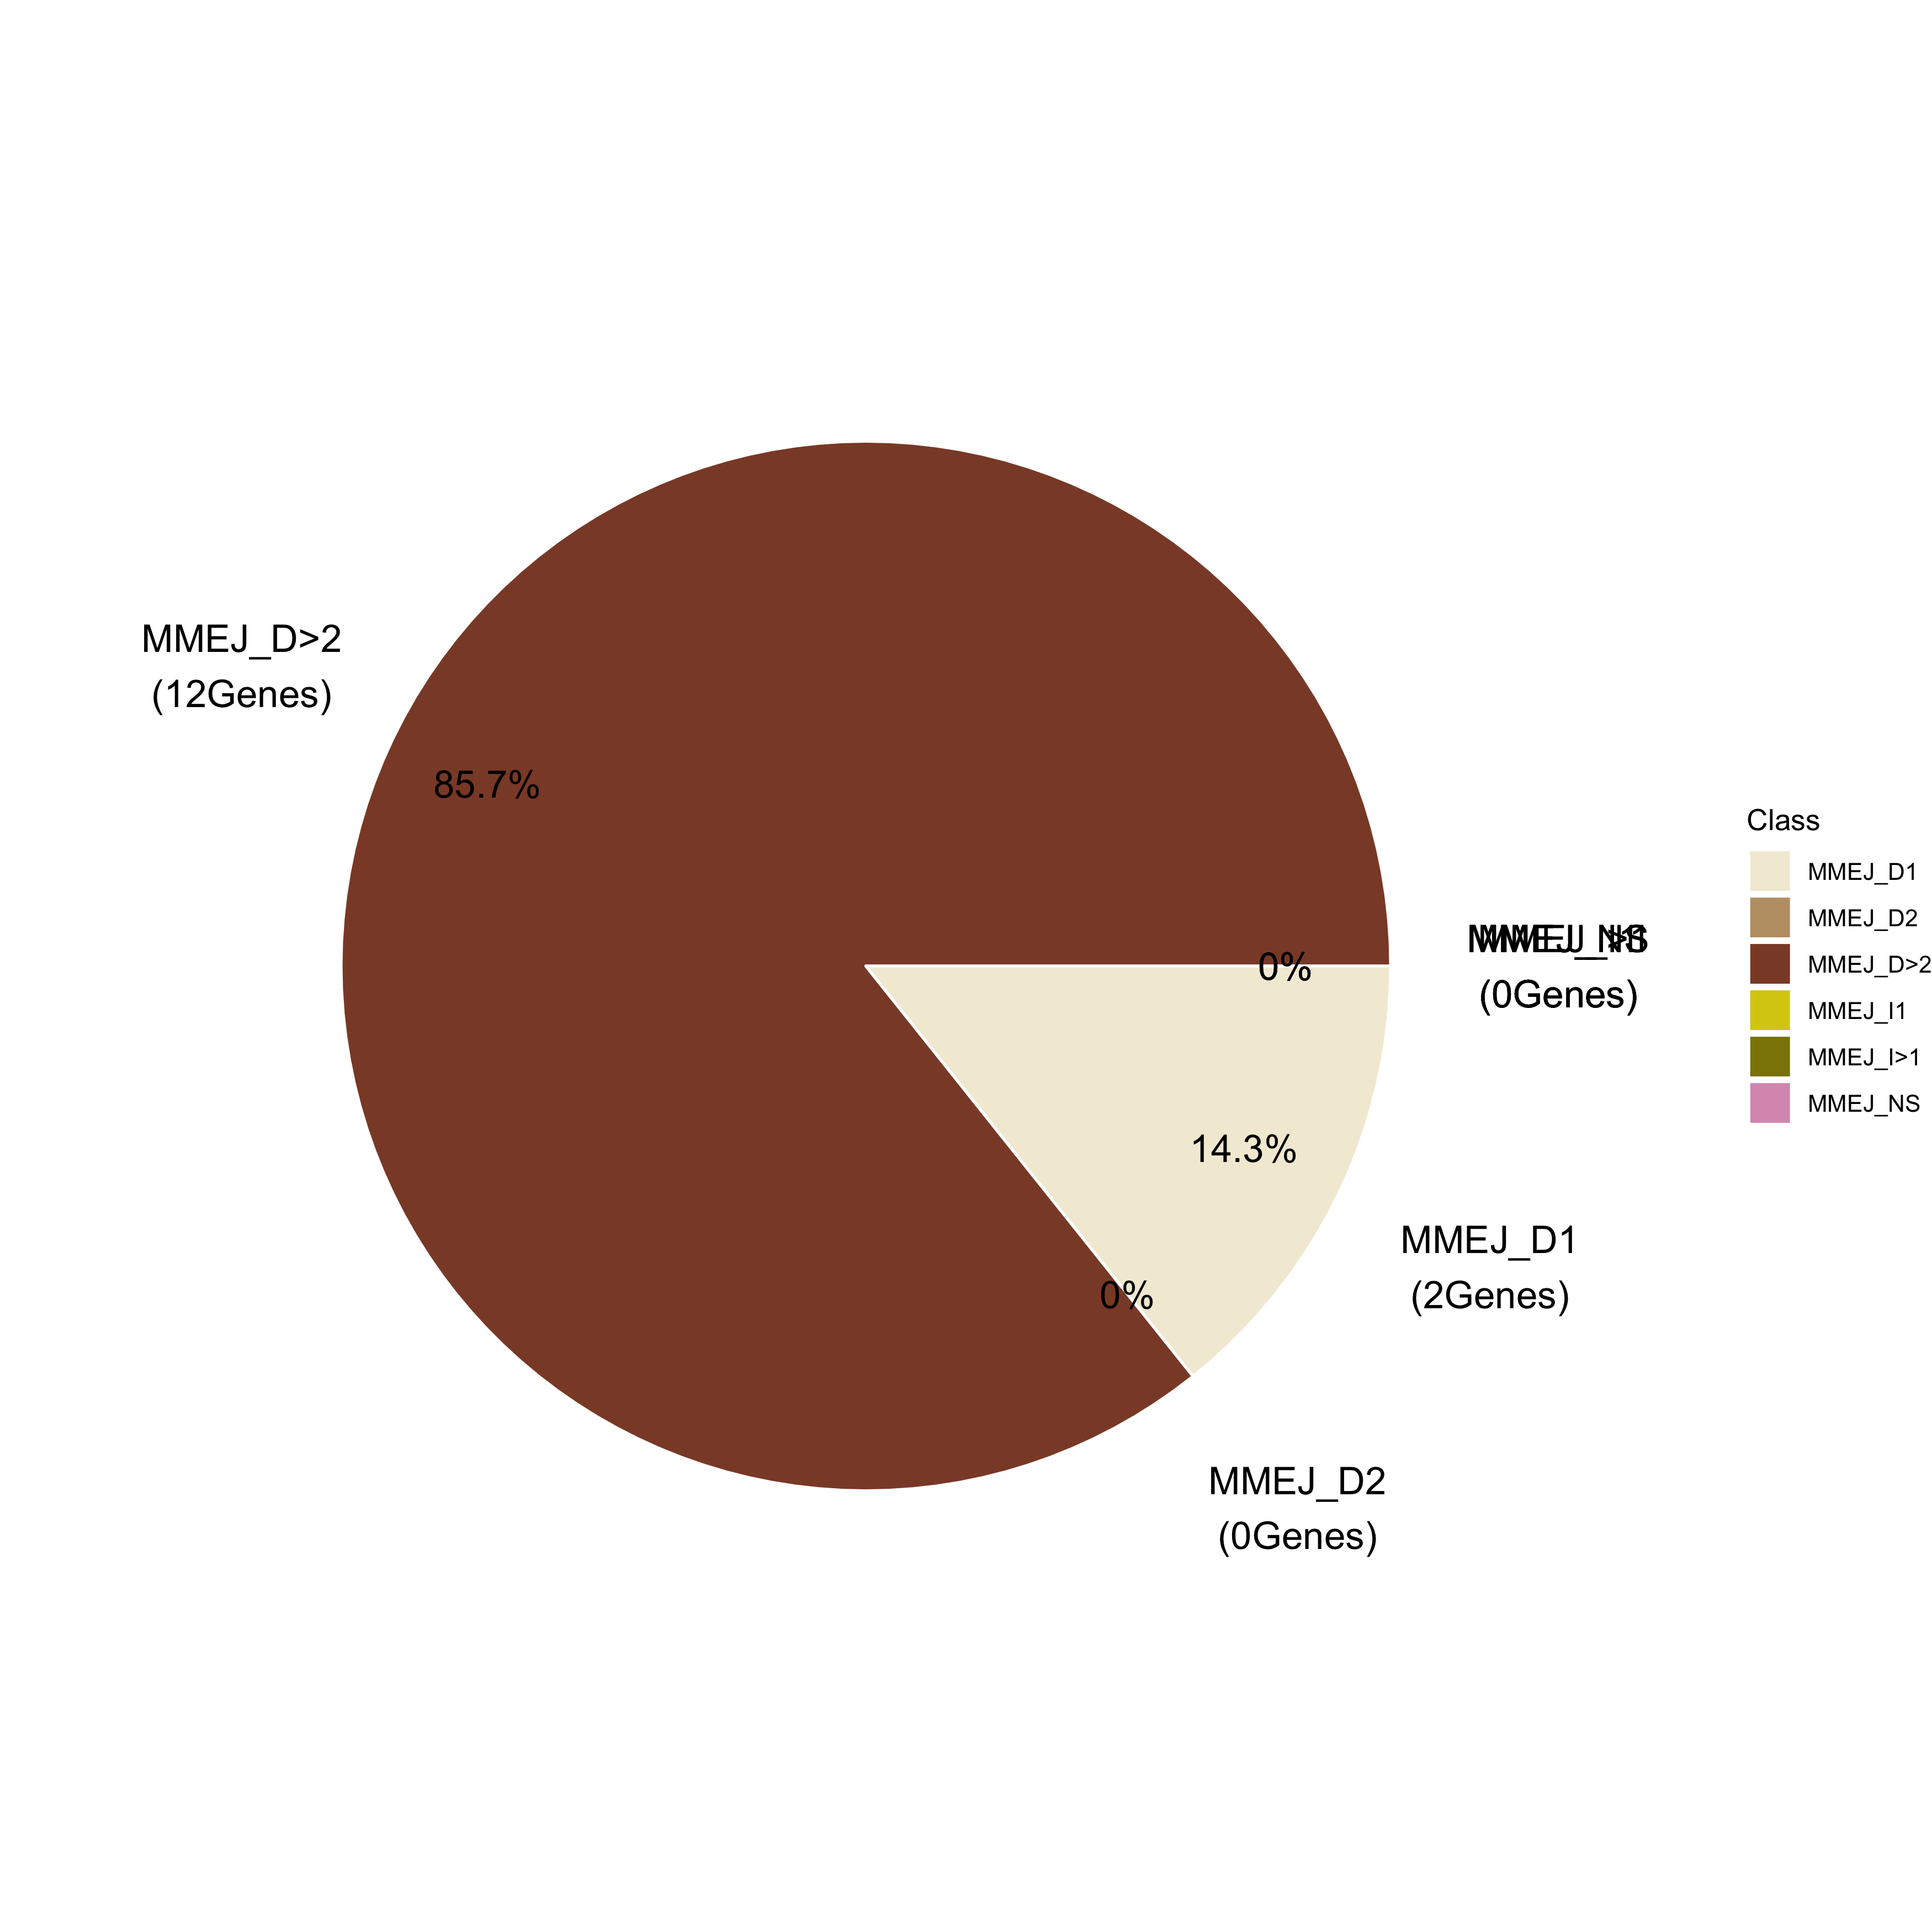 MMEJ_D>2
(12Genes)
85.7%
0%
(0Genes)
14.3%
MMEJ_D1
(2Genes)
0%
MMEJ_D2
(0Genes)
Class
MMEJ_D1
MMEJ_D2
MMEJ_D>2
MMEJ_I1
MMEJ_I>1
MMEJ_NS